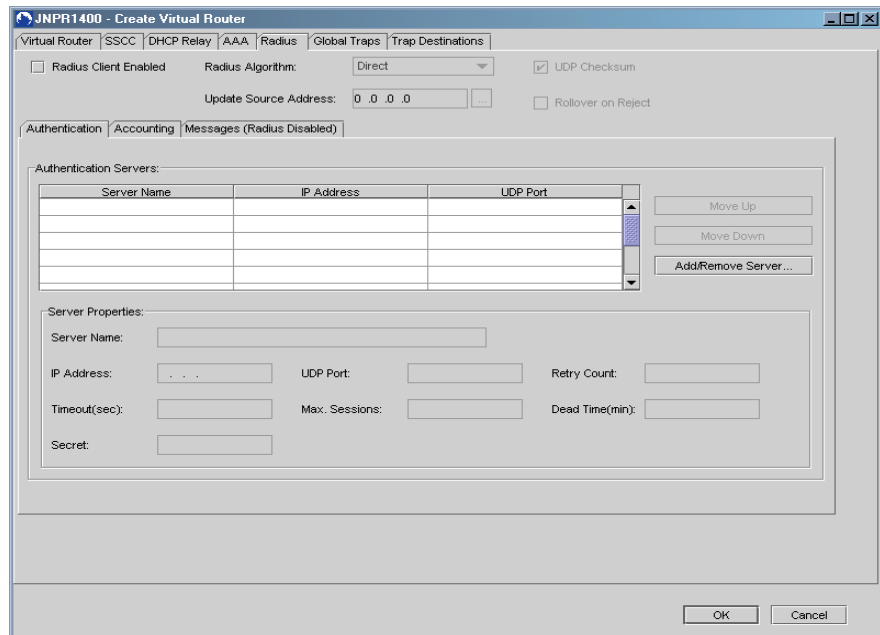 JNPR1400 - Create Virtual Router
Virtual Router SSCC DHCP Relay AAA Radius Global Traps Trap Destinations
Radius Client Enabled Radius Algorithm: Direct UDP Checksum
Update Source Address: 0 .0 .0 .0 ... Rollover on Reject
Authentication Accounting Messages (Radius Disabled)
Authentication Servers:
Server Name IP Address UDP Port
Move Up
Move Down
Add/Remove Server...
Server Properties:
Server Name:
IP Address: . . . UDP Port: Retry Count:
Timeout(sec): Max. Sessions: Dead Time(min):
Secret:
OK Cancel